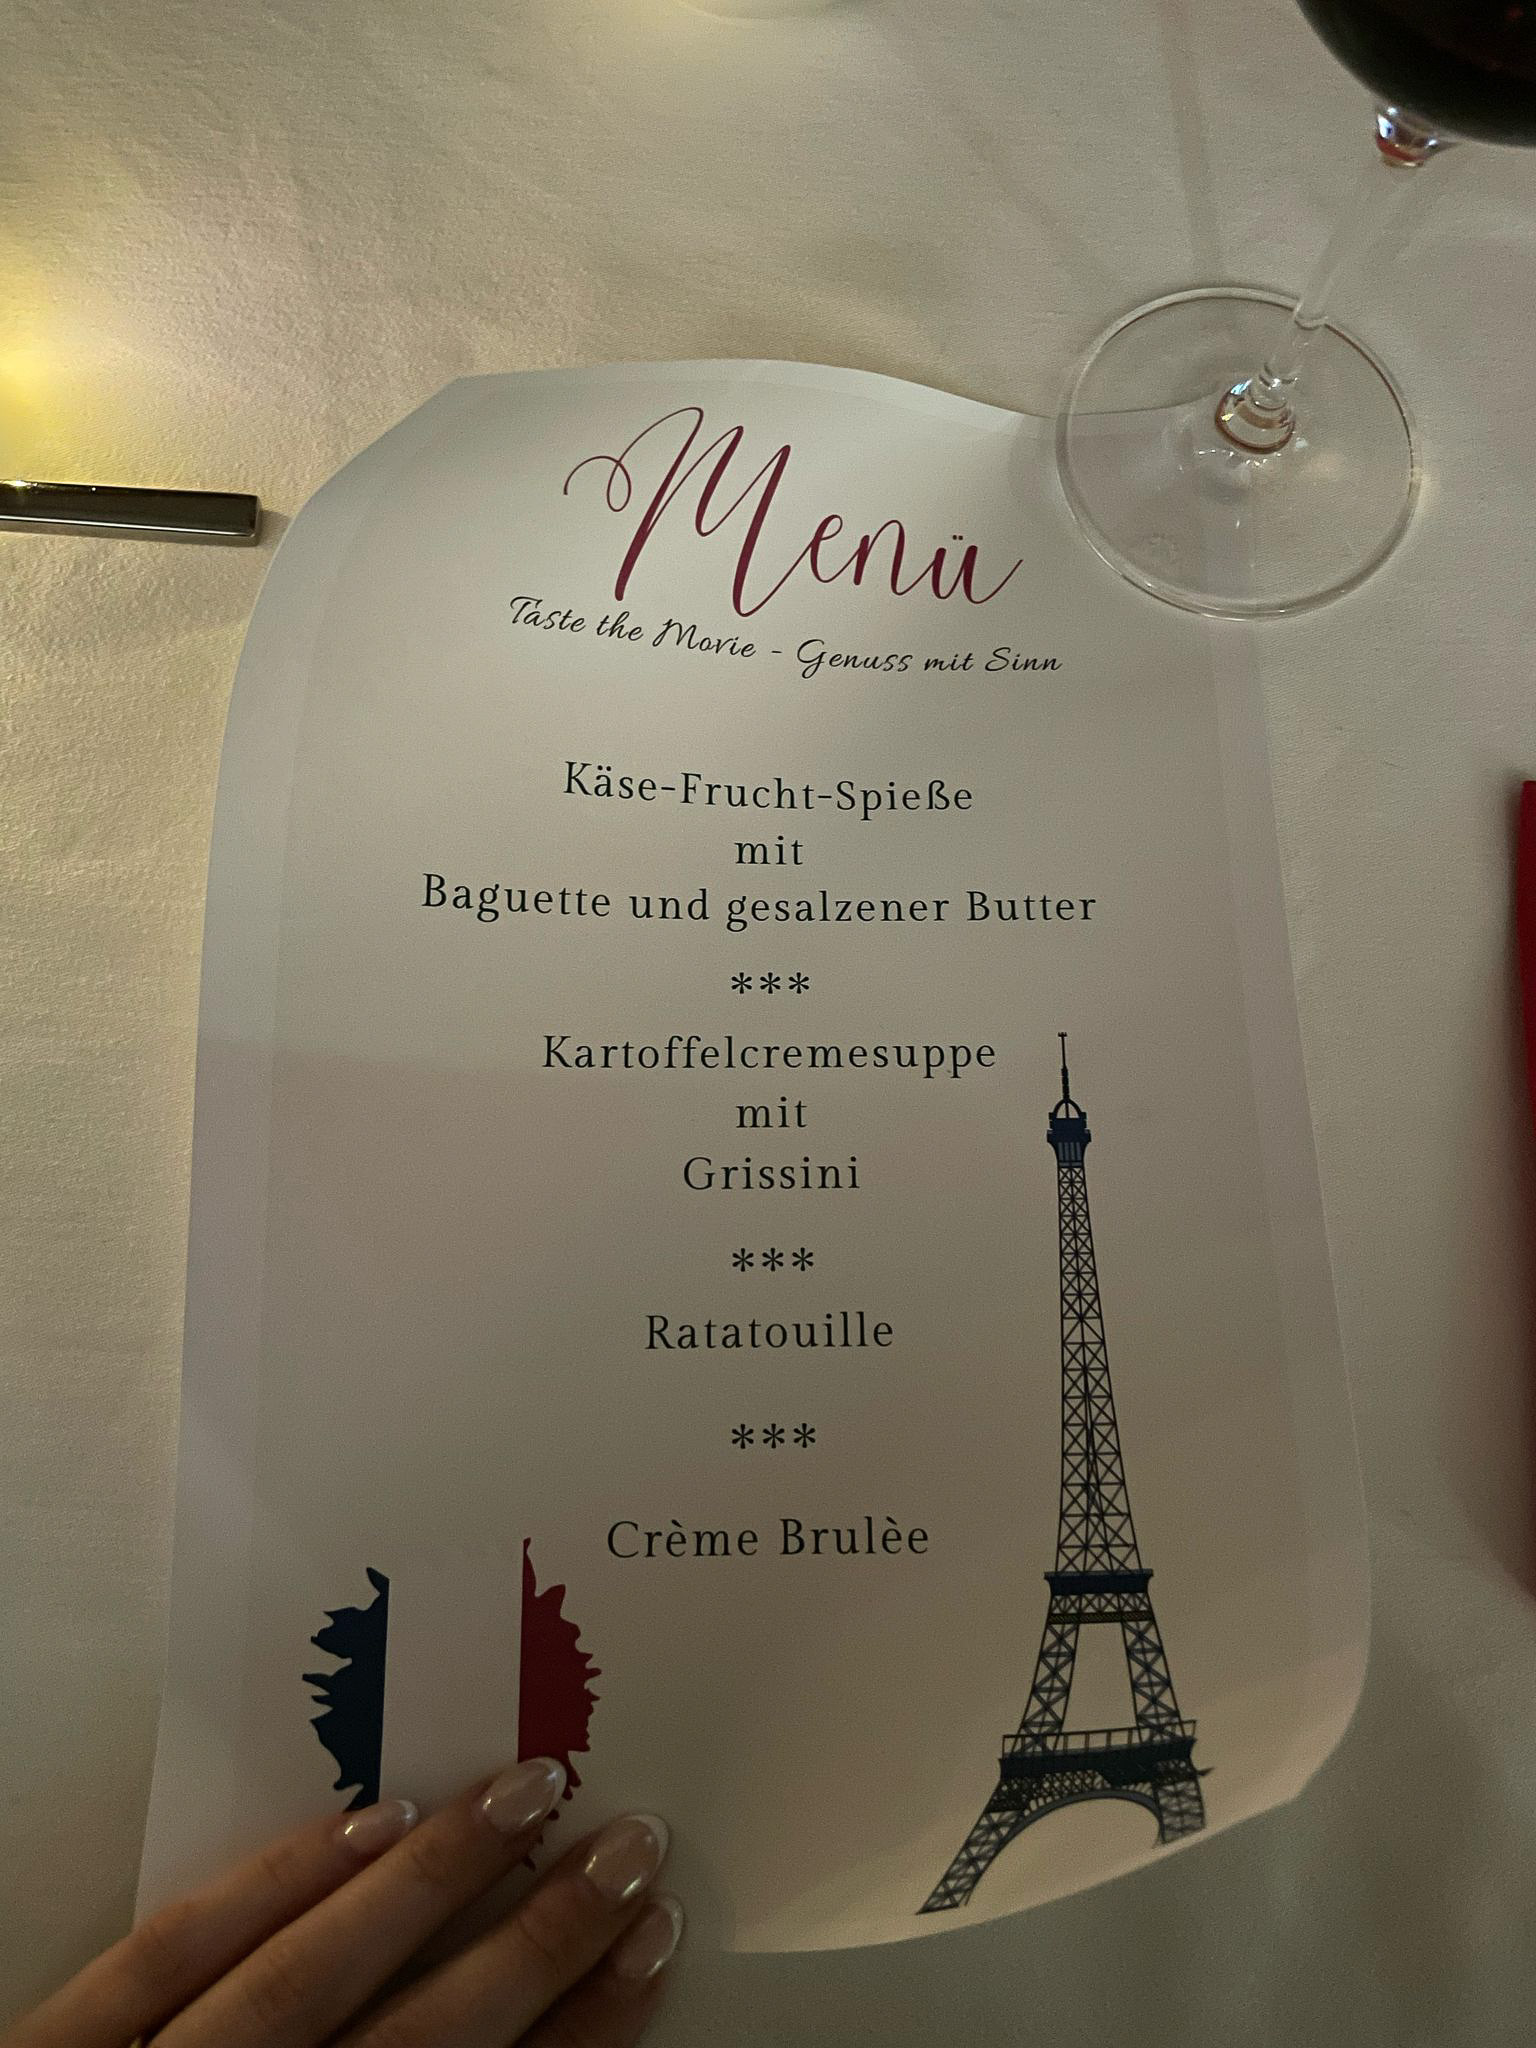 Menü
Taste the Movie - Genuss mit Sinn
Käse-Frucht-Spieße
mit
Baguette und gesalzener Butter
***
Kartoffelcremesuppe
mit
Grissini
***
Ratatouille
***
Crème Brulèe